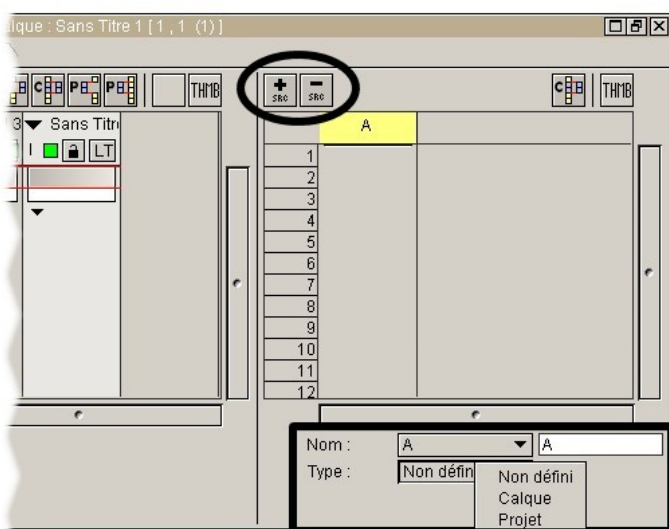 alque : Sans Titre 1 [ 1 , 1 (1) ]
C P P THMB
+ SRC - SRC
C THMB
3 Sans Titr
I LT
A
1
2
3
4
5
6
7
8
9
10
11
12
Nom : A A
Type : Non défin
Non défini
Calque
Projet